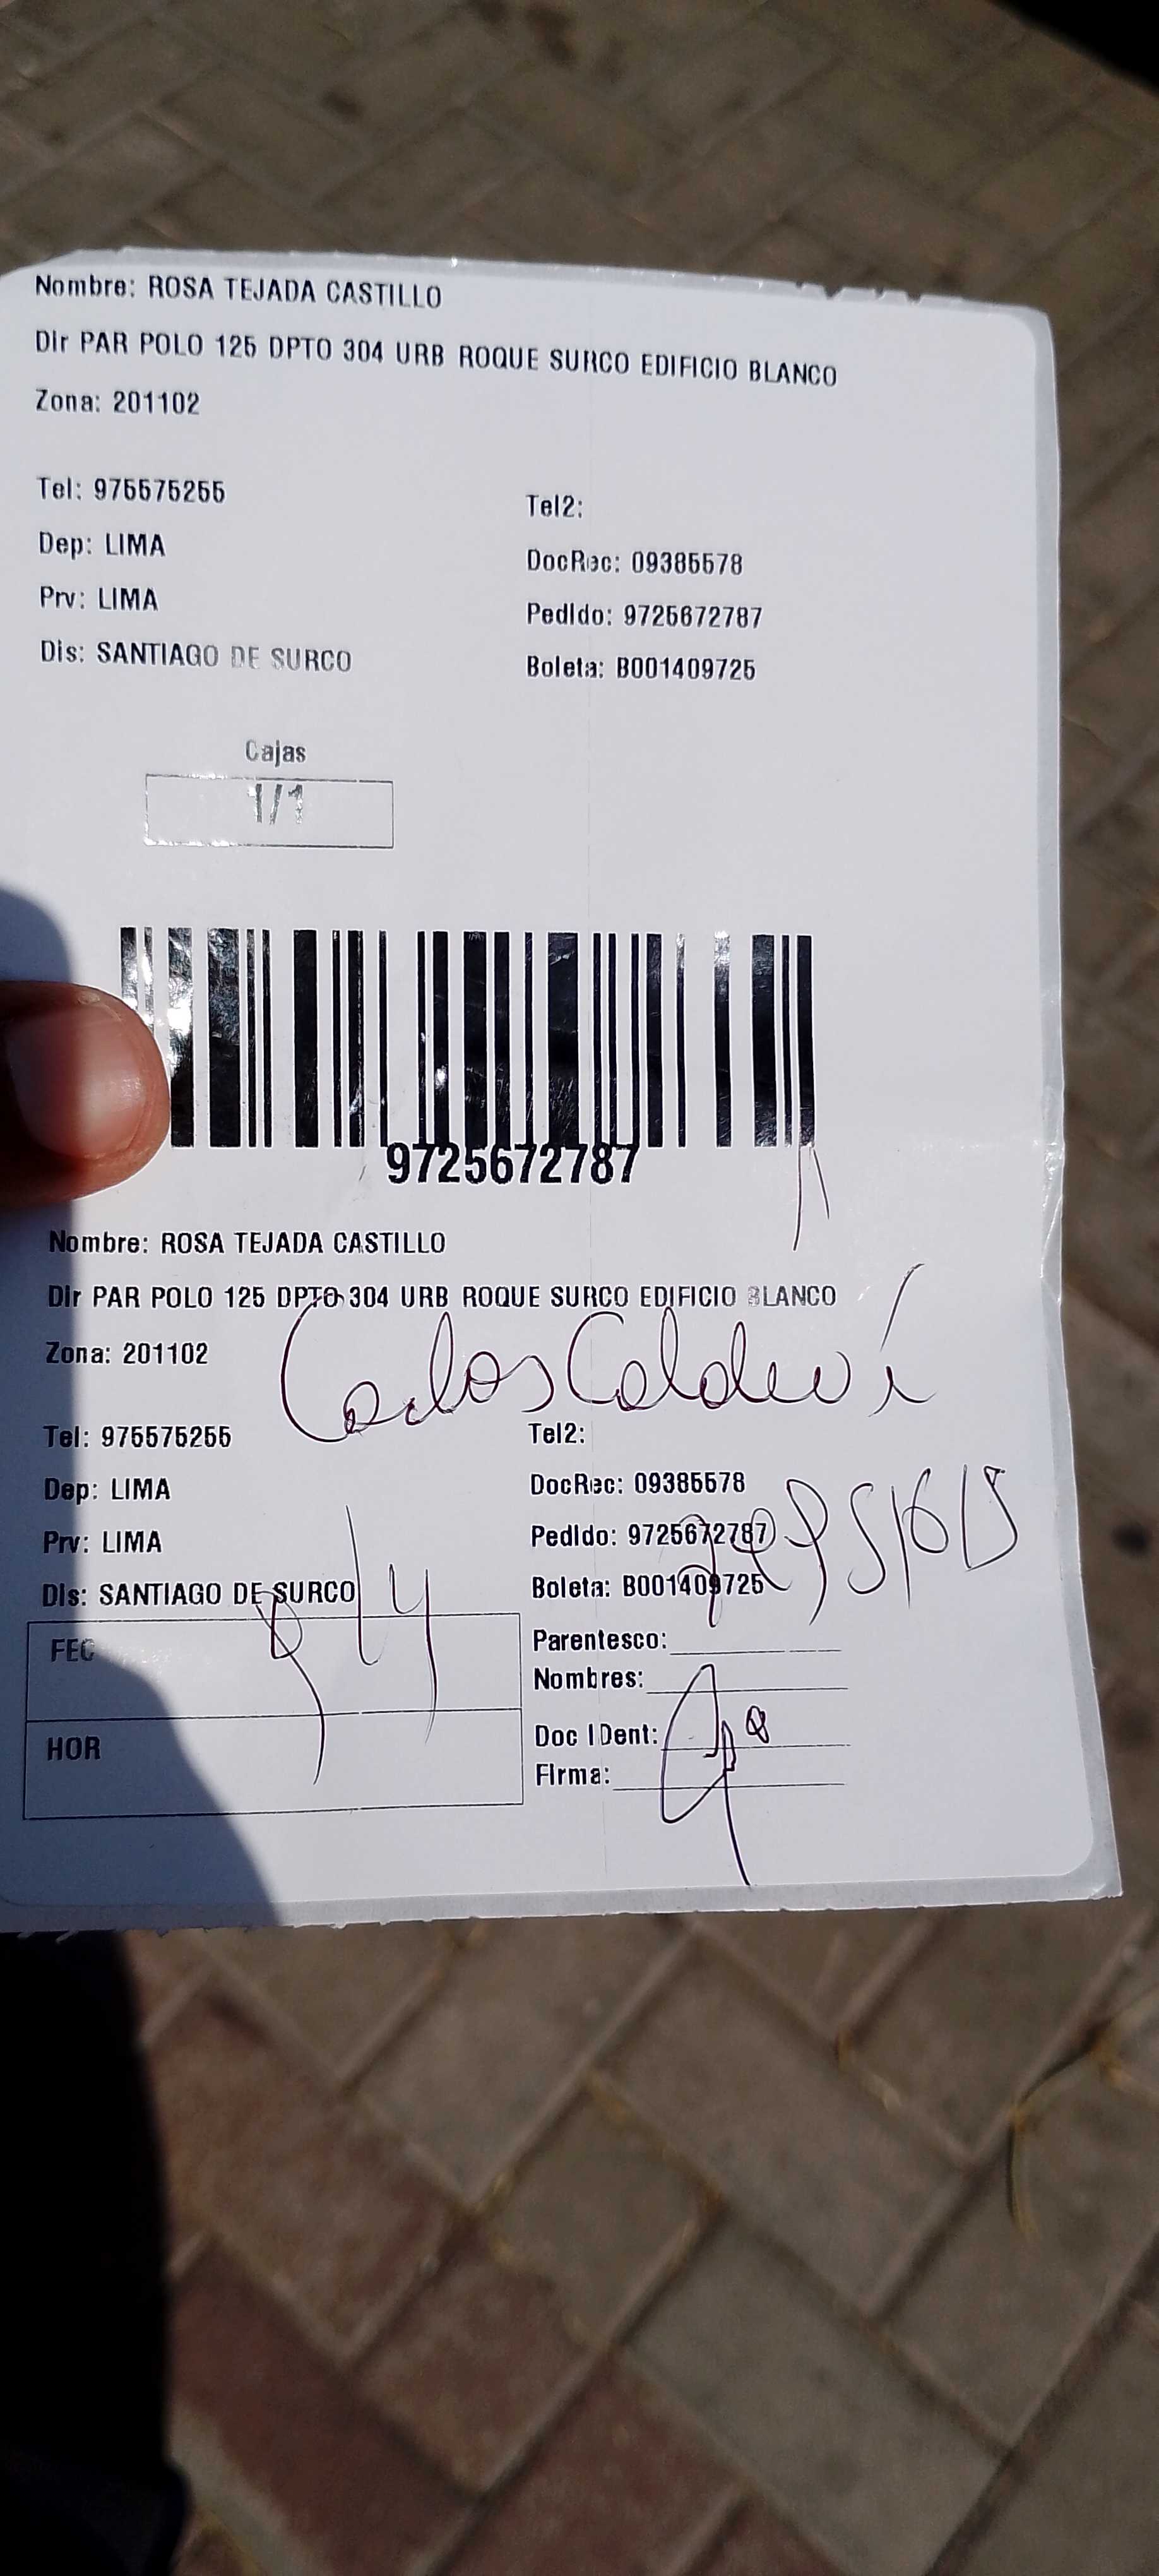 Nombre: ROSA TEJADA CASTILLO
Dir PAR POLO 125 DPTO 304 URB ROQUE SURCO EDIFICIO BLANCO
Zona: 201102
Tel: 975575255
Tel2:
Dep: LIMA
DocRec: 09385578
Prv: LIMA
Pedido: 9725672787
Dis: SANTIAGO DE SURCO
Boleta: B001409725
Cajas
1/1
9725672787
Nombre: ROSA TEJADA CASTILLO
Dir PAR POLO 125 DPTO 304 URB ROQUE SURCO EDIFICIO BLANCO
Zona: 201102
Carlos
Tel: 975575255
Tel2:
Dep: LIMA
DocRec: 09385578
Prv: LIMA
Pedido: 9725672787
Dis: SANTIAGO DE SURCO
Boleta: B001409725
FEC
Parentesco:
Nombres:
HOR
Doc IDent:
Firma: